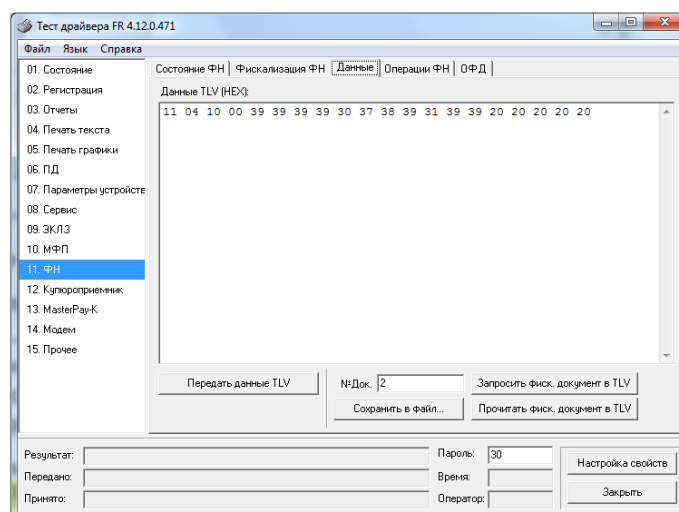 Тест драйвера FR 4.12.0.471
Файл Язык Справка
01. Состояние
02. Регистрация
03. Отчеты
04. Печать текста
05. Печать графики
06. ПД
07. Параметры устройств
08. Сервис
09. ЭКЛЗ
10. МФП
11. ФН
12. Купюроприемник
13. MasterPay-K
14. Модем
15. Прочее
Состояние ФН Фискализация ФН Данные Операции ФН ОФД
Данные TLV (HEX):
11 04 10 00 39 39 39 39 30 37 38 39 31 39 39 20 20 20 20 20
Передать данные TLV
№Док. 2
Запросить фиск. документ в TLV
Сохранить в файл...
Прочитать фиск. документ в TLV
Результат:
Пароль: 30
Настройка свойств
Передано:
Время:
Принято:
Оператор:
Закрыть